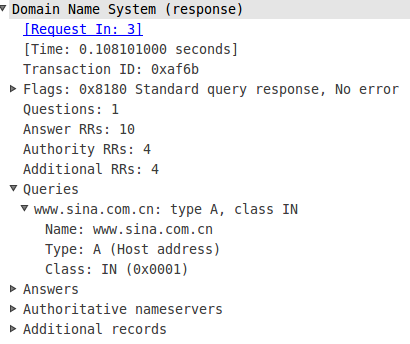 Domain Name System (response)
[Request In: 3]
[Time: 0.108101000 seconds]
Transaction ID: 0xaf6b
Flags: 0x8180 Standard query response, No error
Questions: 1
Answer RRs: 10
Authority RRs: 4
Additional RRs: 4
Queries
www.sina.com.cn: type A, class IN
Name: www.sina.com.cn
Type: A (Host address)
Class: IN (0x0001)
Answers
Authoritative nameservers
Additional records